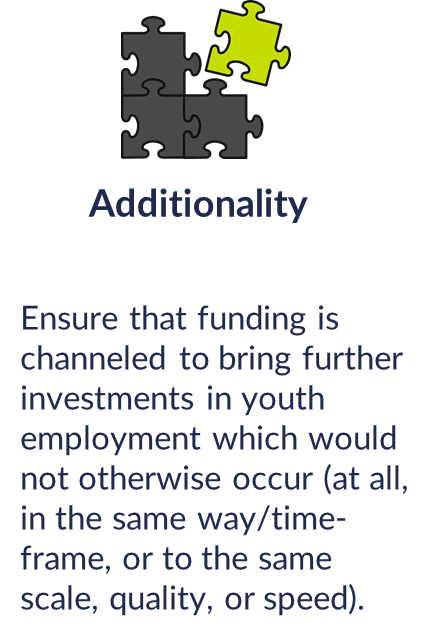 Additionality
Ensure that funding is
channeled to bring further
investments in youth
employment which would
not otherwise occur (at all,
in the same way/time-
frame, or to the same
scale, quality, or speed).